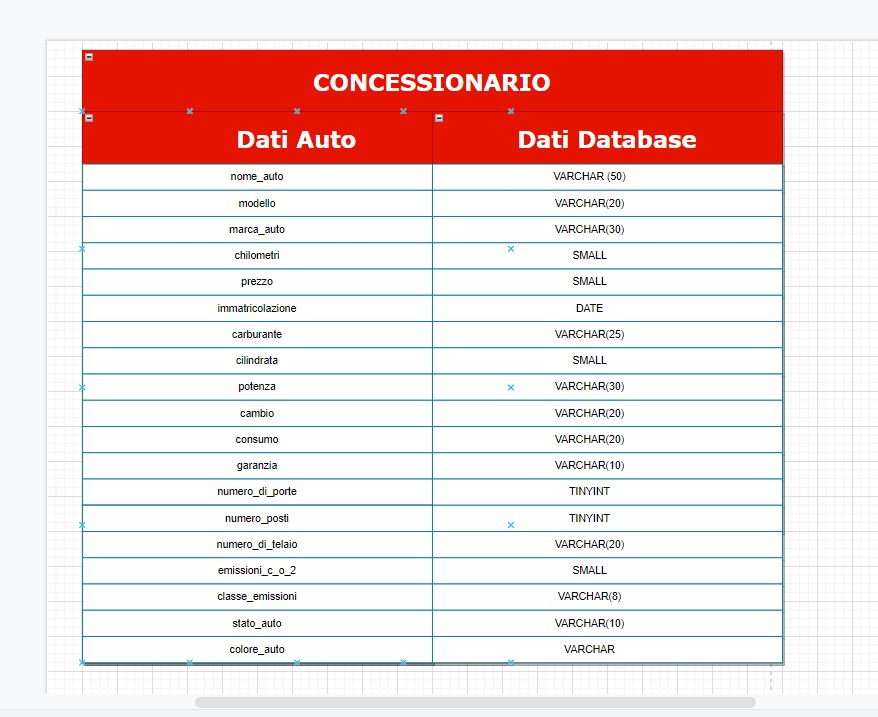 CONCESSIONARIO
Dati Auto Dati Database
nome_auto VARCHAR (50)
modello VARCHAR(20)
marca_auto VARCHAR(30)
chilometri SMALL
prezzo SMALL
immatricolazione DATE
carburante VARCHAR(25)
cilindrata SMALL
potenza VARCHAR(30)
cambio VARCHAR(20)
consumo VARCHAR(20)
garanzia VARCHAR(10)
numero_di_porte TINYINT
numero_posti TINYINT
numero_di_telaio VARCHAR(20)
emissioni_c_o_2 SMALL
classe_emissioni VARCHAR(8)
stato_auto VARCHAR(10)
colore_auto VARCHAR